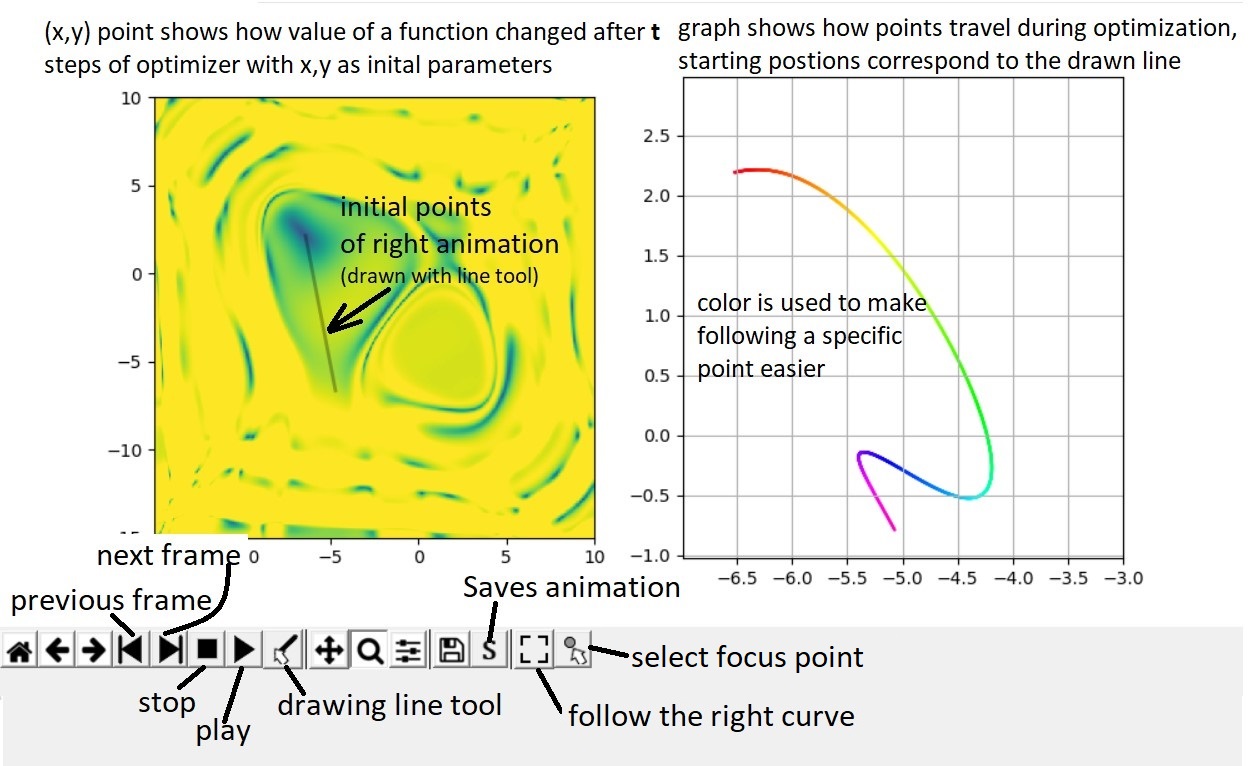 (x,y) point shows how value of a function changed after t
steps of optimizer with x,y as inital parameters
graph shows how points travel during optimization,
starting postions correspond to the drawn line
10
5
0
−5
−10
0
−5
0
5
10
initial points
of right animation
(drawn with line tool)
2.5
2.0
1.5
1.0
0.5
0.0
−0.5
−1.0
−6.5
−6.0
−5.5
−5.0
−4.5
−4.0
−3.5
−3.0
color is used to make
following a specific
point easier
next frame
previous frame
Saves animation
S
select focus point
stop
play
drawing line tool
follow the right curve